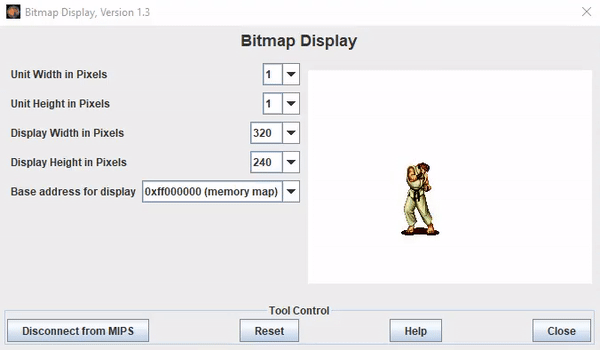 Bitmap Display, Version 1.3
Bitmap Display
Unit Width in Pixels 1
Unit Height in Pixels 1
Display Width in Pixels 320
Display Height in Pixels 240
Base address for display 0xff000000 (memory map)
Tool Control
Disconnect from MIPS Reset Help Close